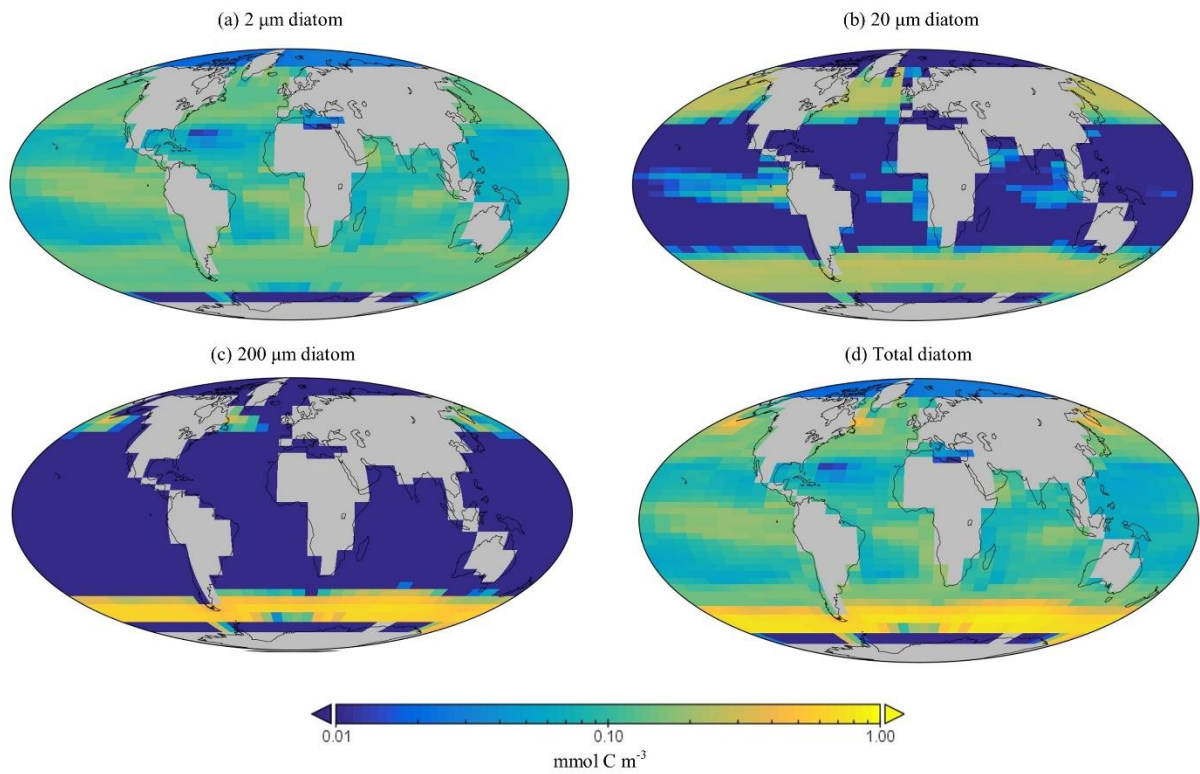 (a) 2 μm diatom
(b) 20 μm diatom
(c) 200 μm diatom
(d) Total diatom
0.01
0.10
1.00
mmol C m⁻³